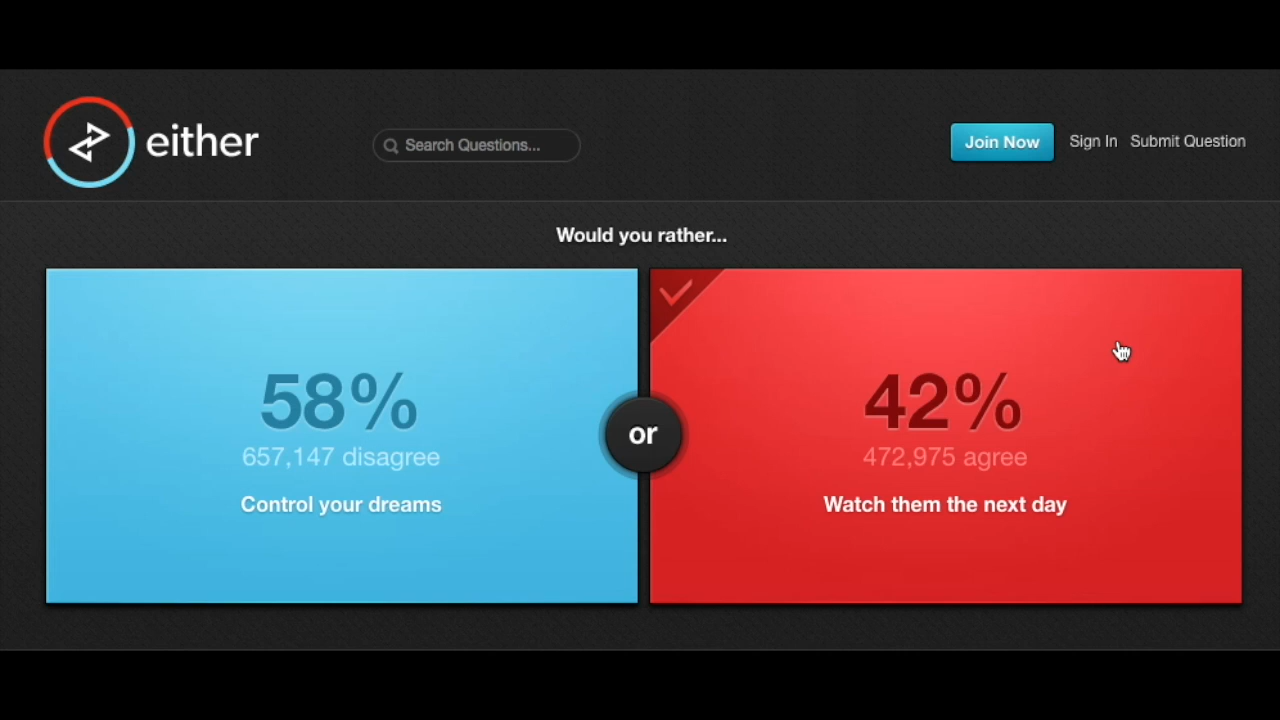 either
Search Questions...
Join Now
Sign In
Submit Question
Would you rather...
58%
657,147 disagree
Control your dreams
or
42%
472,975 agree
Watch them the next day